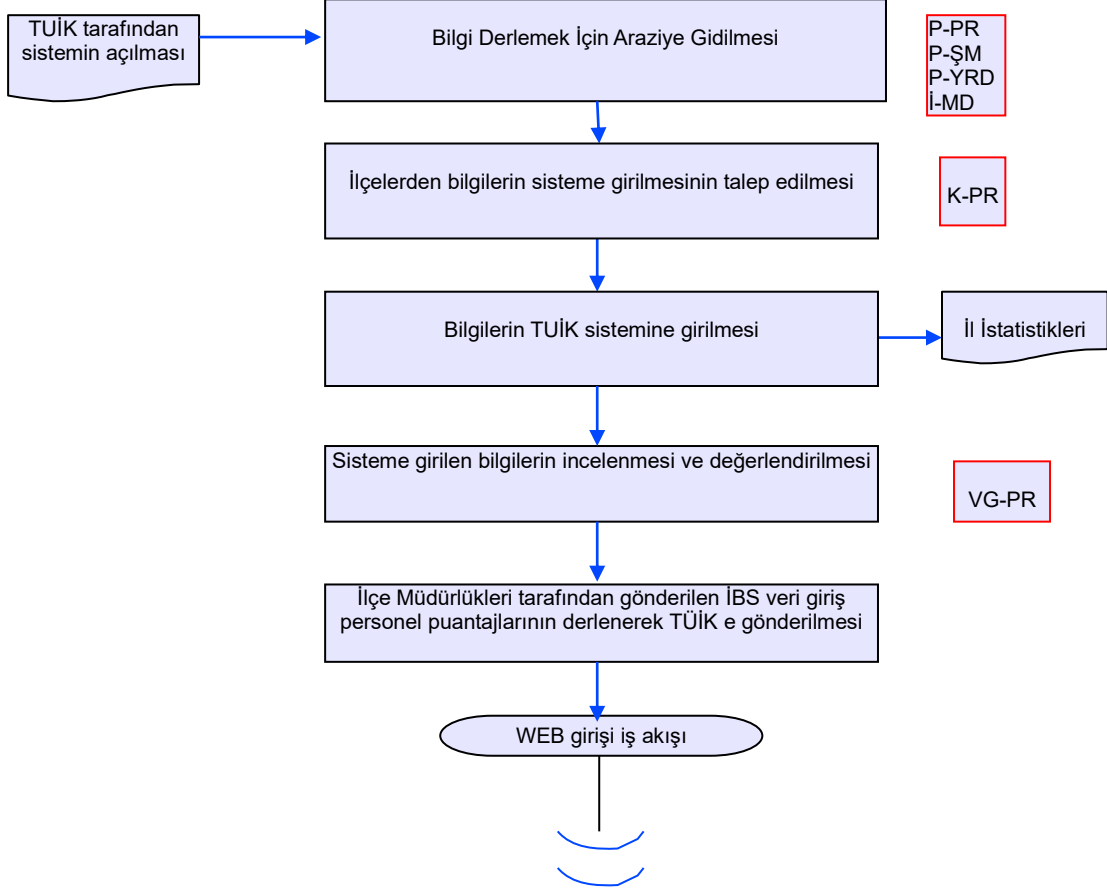 TUİK tarafından
sistemin açılması
Bilgi Derlemek İçin Araziye Gidilmesi
P-PR
P-ŞM
P-YRD
İ-MD
İlçelerden bilgilerin sisteme girilmesinin talep edilmesi
K-PR
Bilgilerin TUİK sistemine girilmesi
İl İstatistikleri
Sisteme girilen bilgilerin incelenmesi ve değerlendirilmesi
VG-PR
İlçe Müdürlükleri tarafından gönderilen İBS veri giriş
personel puantajlarının derlenerek TÜİK e gönderilmesi
WEB girişi iş akışı